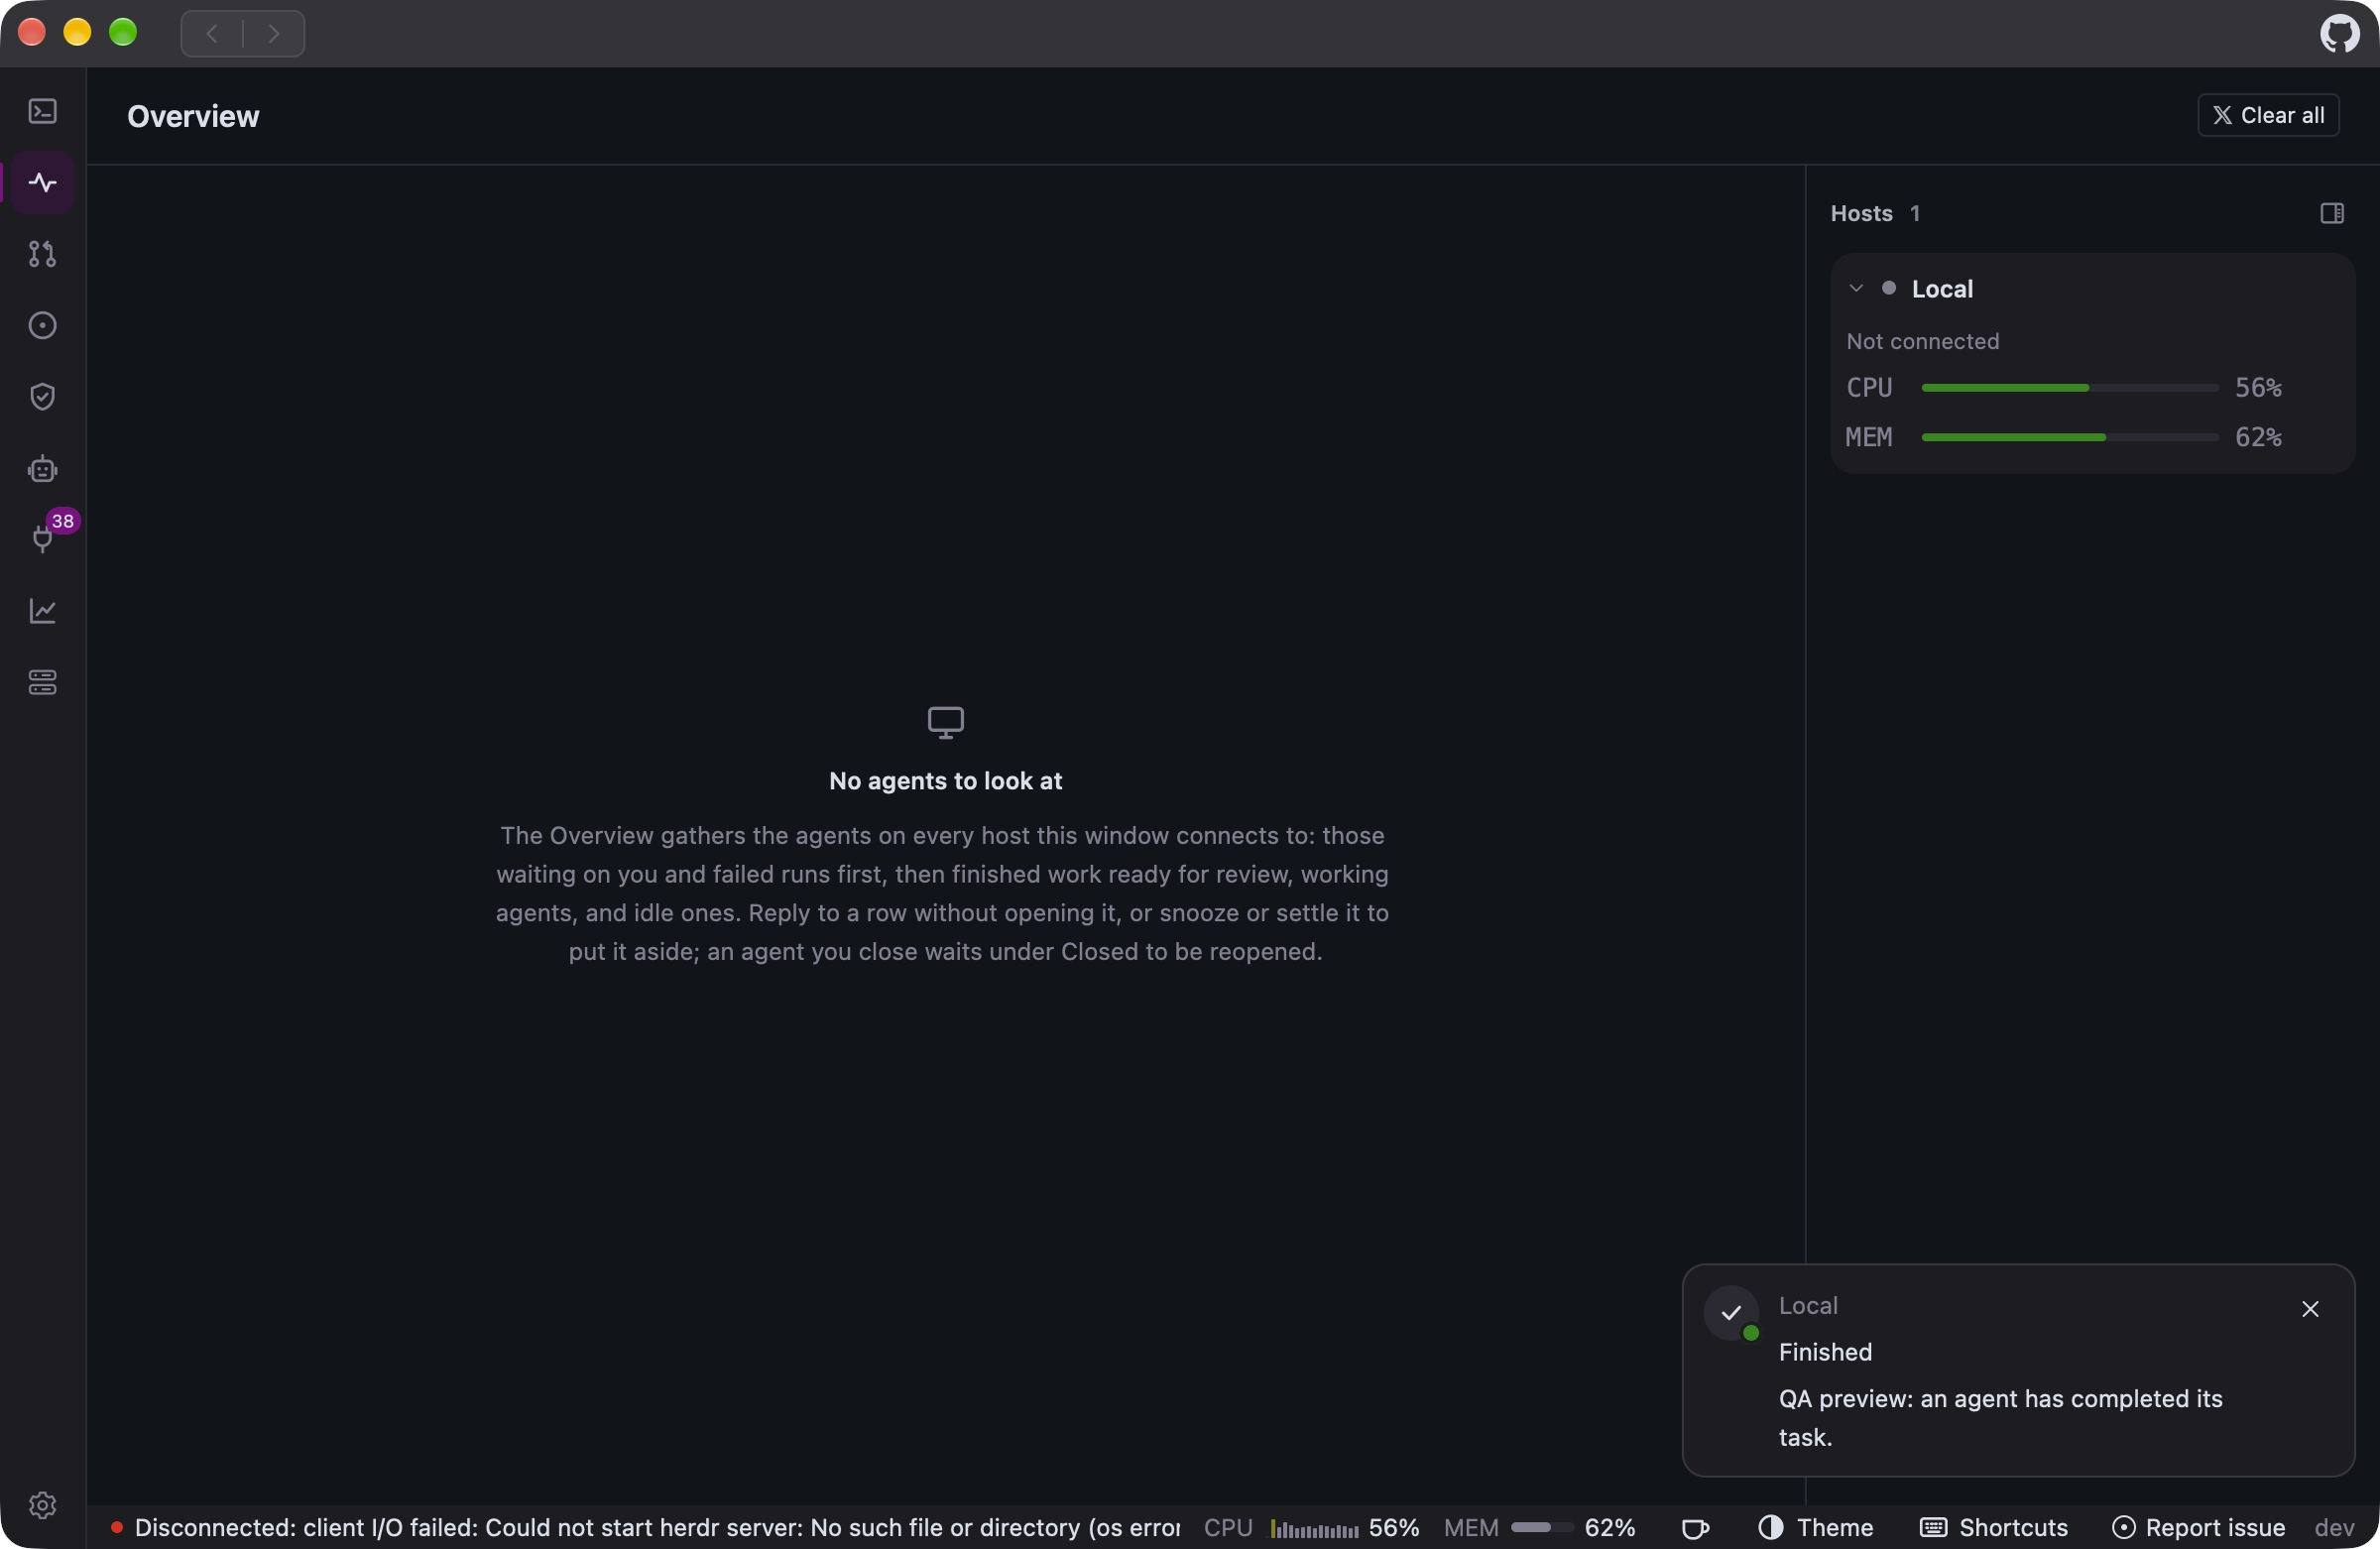 Overview
Clear all
Hosts 1
Local
Not connected
CPU 56%
MEM 62%
38
No agents to look at
The Overview gathers the agents on every host this window connects to: those
waiting on you and failed runs first, then finished work ready for review, working
agents, and idle ones. Reply to a row without opening it, or snooze or settle it to
put it aside; an agent you close waits under Closed to be reopened.
Local
Finished
QA preview: an agent has completed its
task.
Disconnected: client I/O failed: Could not start herdr server: No such file or directory (os error CPU 56% MEM 62% Theme Shortcuts Report issue dev